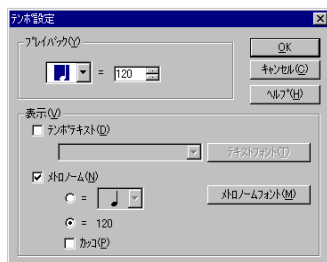 テンポ設定
プレイバック(Y)
= 120
OK
キャンセル(C)
ヘルプ(H)
表示(V)
テンポテキスト(D)
テキストフォント(T)
メトロノーム(N)
=
メトロノームフォント(M)
= 120
カッコ(P)